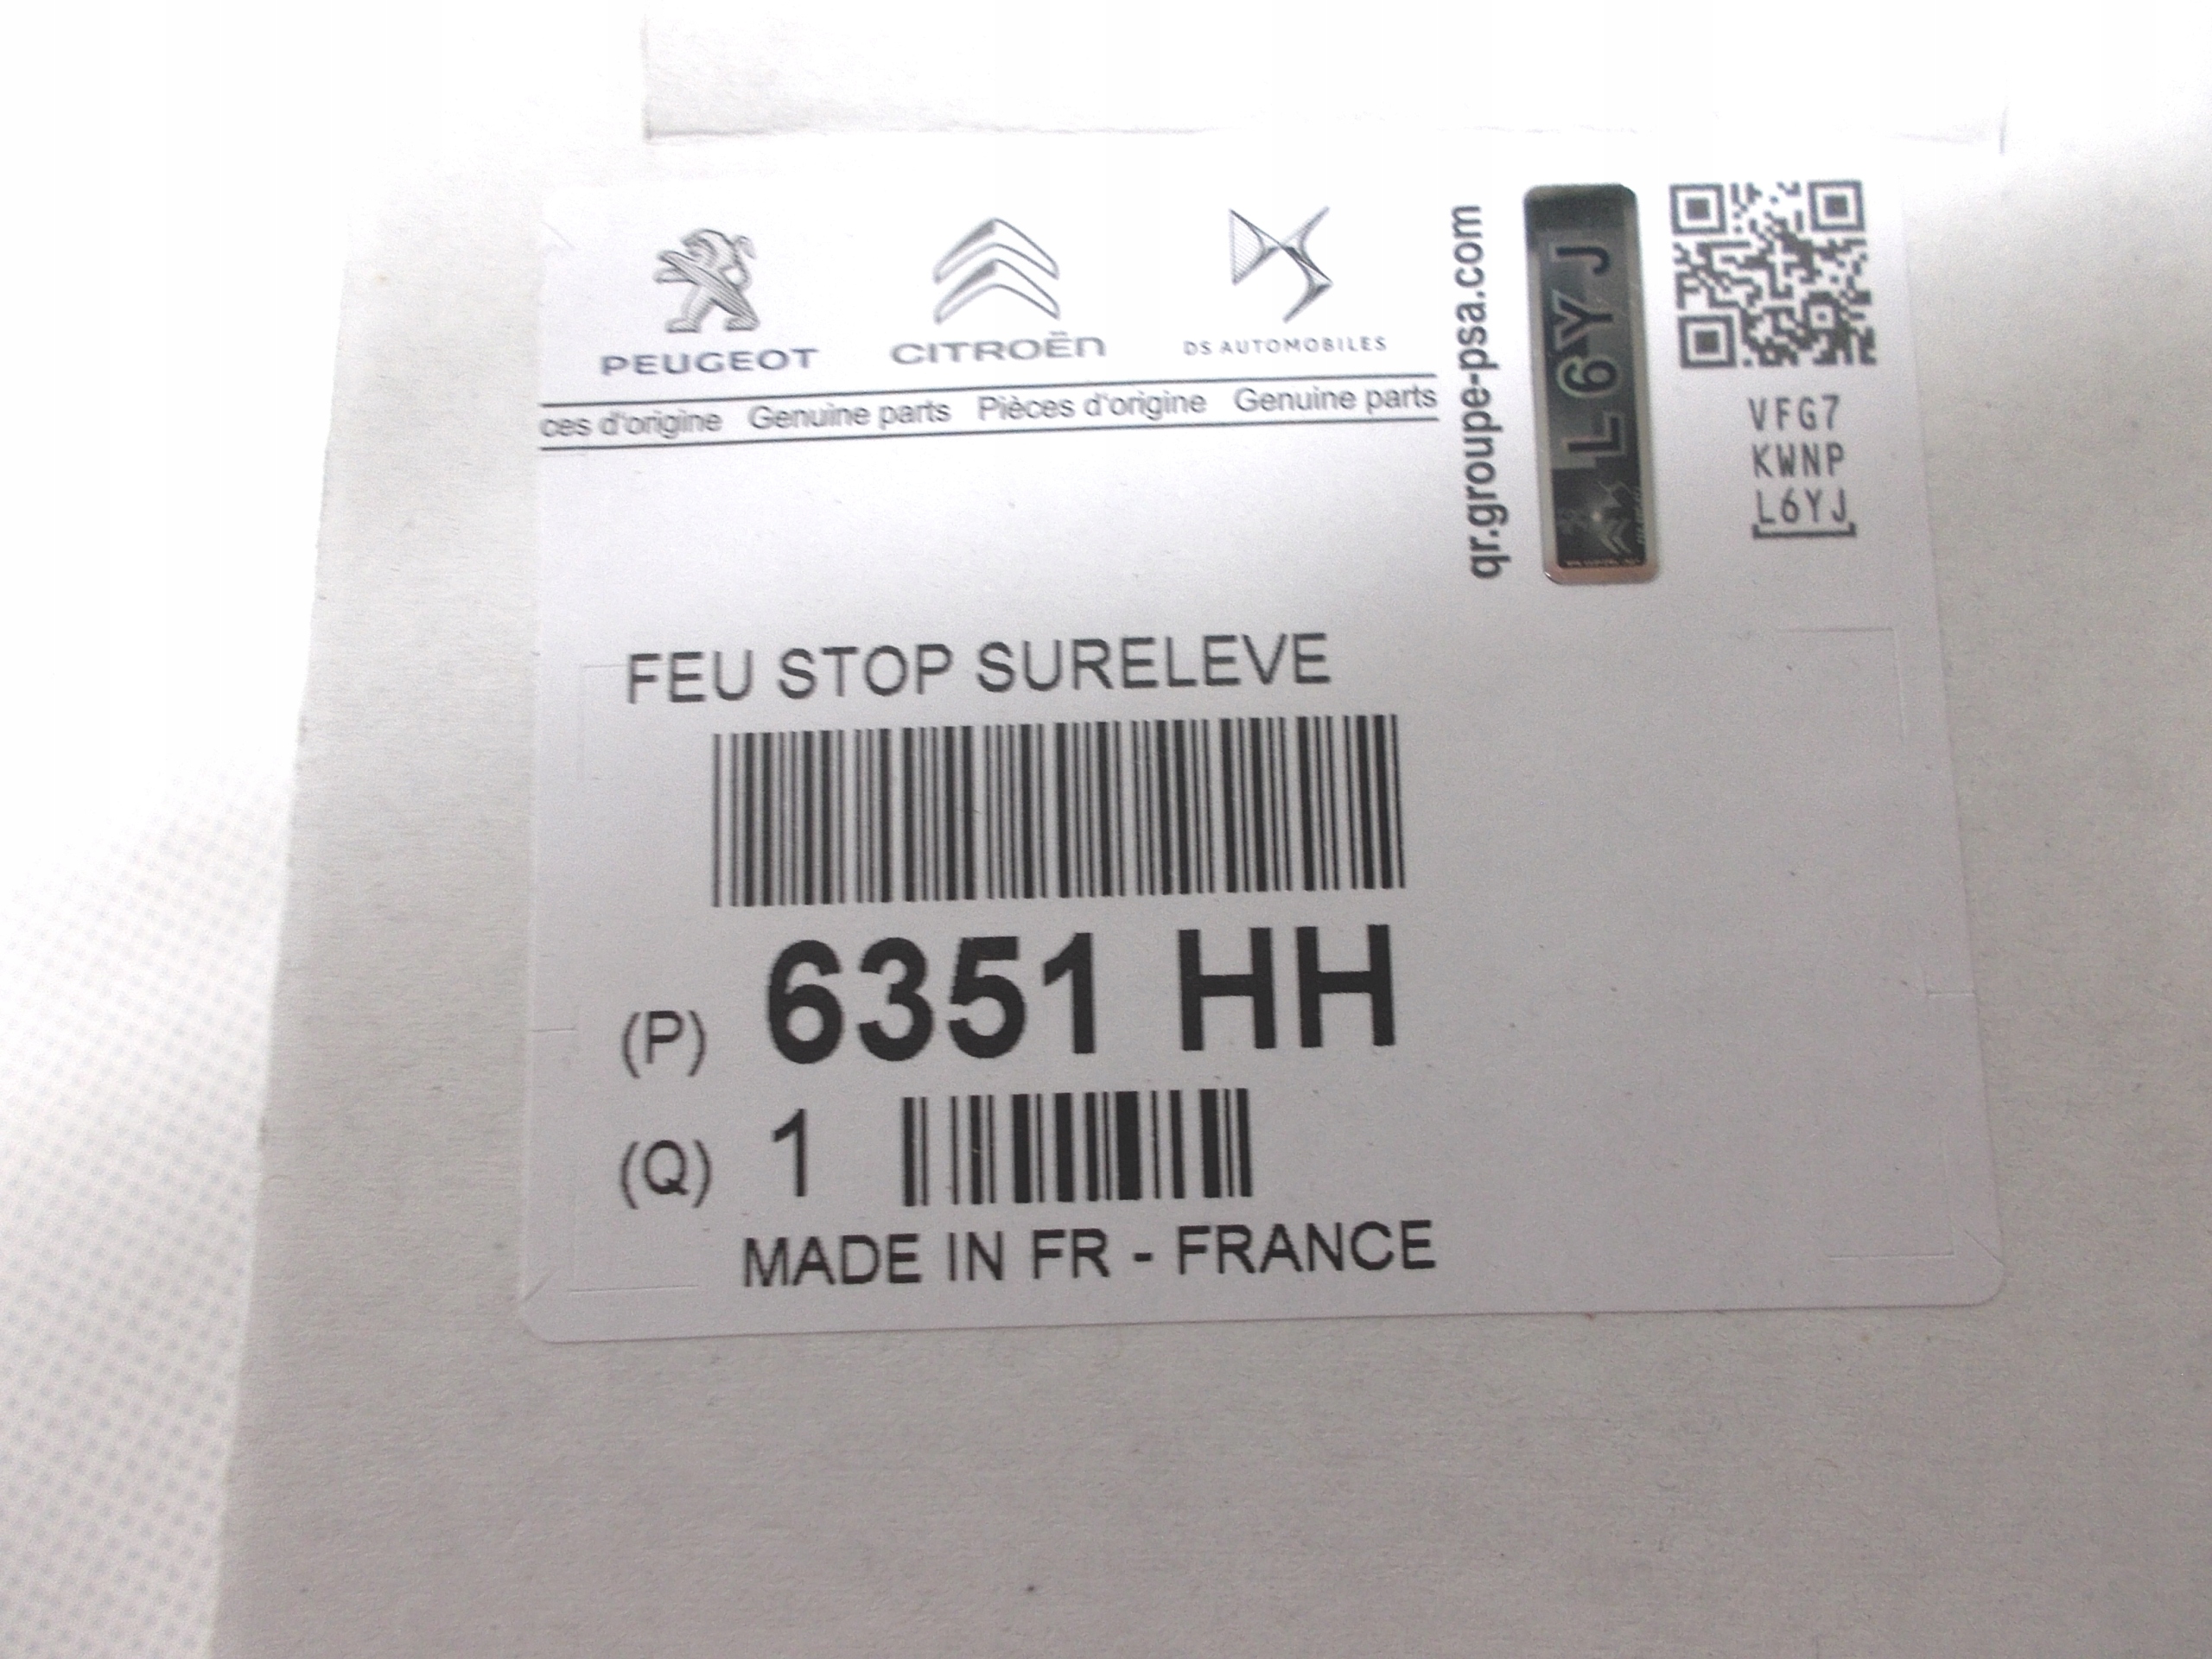 PEUGEOT
CITROËN
DS AUTOMOBILES
ces d'origine Genuine parts Pièces d'origine Genuine parts
qr.groupe-psa.com
L6YJ
VFG7
KWNP
L6YJ
FEU STOP SURELEVE
(P) 6351 HH
(Q) 1
MADE IN FR - FRANCE